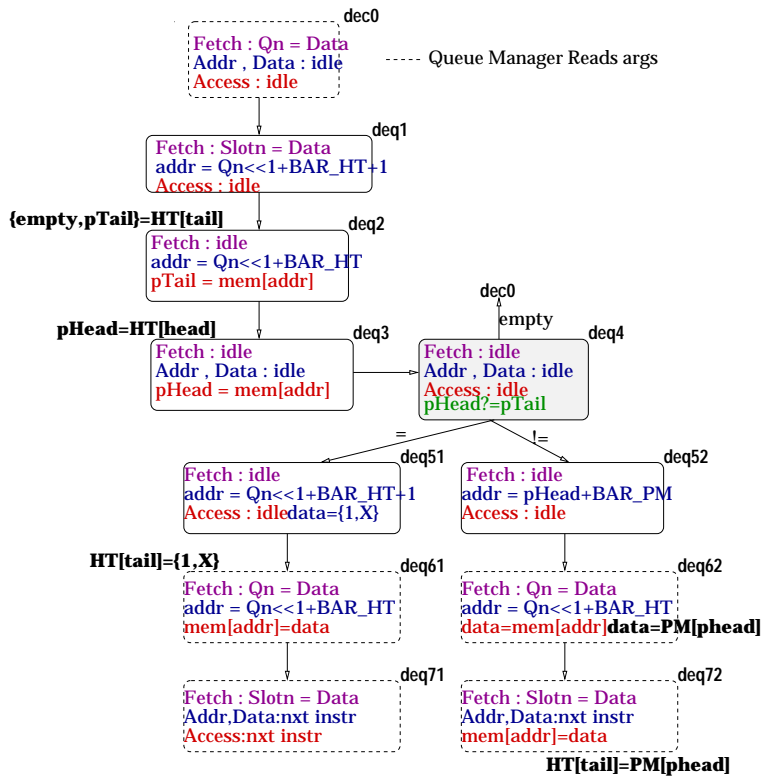 dec0
Fetch : Qn = Data
Addr , Data : idle
Access : idle
Queue Manager Reads args
deq1
Fetch : Slotn = Data
addr = Qn<<1+BAR_HT+1
Access : idle
{empty,pTail}=HT[tail]
deq2
Fetch : idle
addr = Qn<<1+BAR_HT
pTail = mem[addr]
pHead=HT[head]
deq3
Fetch : idle
Addr , Data : idle
pHead = mem[addr]
dec0
empty
deq4
Fetch : idle
Addr , Data : idle
Access : idle
pHead?=pTail
=
!=
deq51
Fetch : idle
addr = Qn<<1+BAR_HT+1
Access : idledata={1,X}
deq52
Fetch : idle
addr = pHead+BAR_PM
Access : idle
HT[tail]={1,X}
deq61
Fetch : Qn = Data
addr = Qn<<1+BAR_HT
mem[addr]=data
deq62
Fetch : Qn = Data
addr = Qn<<1+BAR_HT
data=mem[addr]data=PM[phead]
deq71
Fetch : Slotn = Data
Addr,Data:nxt instr
Access:nxt instr
deq72
Fetch : Slotn = Data
Addr,Data:nxt instr
mem[addr]=data
HT[tail]=PM[phead]